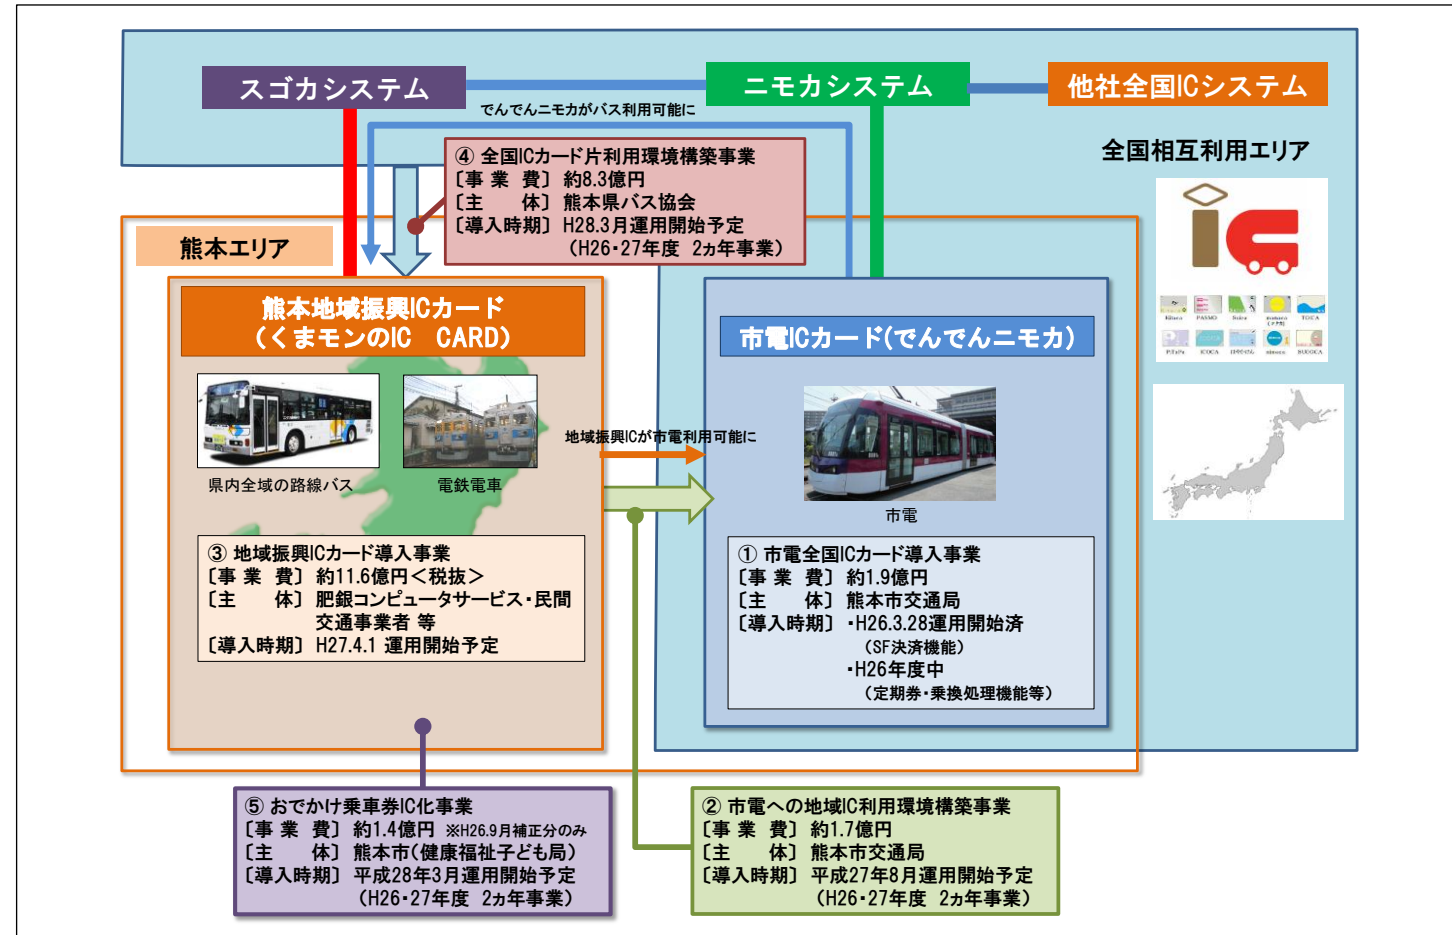 スゴカシステム
ニモカシステム
他社全国ICシステム
でんでんニモカがバス利用可能に
全国相互利用エリア
④ 全国ICカード片利用環境構築事業
〔事 業 費〕 約8.3億円
〔主　　体〕 熊本県バス協会
〔導入時期〕 H28.3月運用開始予定
（H26・27年度 2ヵ年事業）
熊本エリア
熊本地域振興ICカード
（くまモンのIC　CARD）
市電ICカード(でんでんニモカ）
Kitaca PASMO Suica manaca TOICA
（マナカ）
PiTaPa ICOCA nimoca SUGOCA
県内全域の路線バス
電鉄電車
地域振興ICが市電利用可能に
市電
③ 地域振興ICカード導入事業
〔事 業 費〕 約11.6億円＜税抜＞
〔主　　体〕 肥銀コンピュータサービス・民間
交通事業者 等
〔導入時期〕 H27.4.1 運用開始予定
① 市電全国ICカード導入事業
〔事 業 費〕 約1.9億円
〔主　　体〕 熊本市交通局
〔導入時期〕 ・H26.3.28運用開始済
（SF決済機能）
・H26年度中
（定期券・乗換処理機能等）
⑤ おでかけ乗車券IC化事業
〔事 業 費〕 約1.4億円 ※H26.9月補正分のみ
〔主　　体〕 熊本市（健康福祉子ども局）
〔導入時期〕 平成28年3月運用開始予定
（H26・27年度 2ヵ年事業）
② 市電への地域IC利用環境構築事業
〔事 業 費〕 約1.7億円
〔主　　体〕 熊本市交通局
〔導入時期〕 平成27年8月運用開始予定
（H26・27年度 2ヵ年事業）